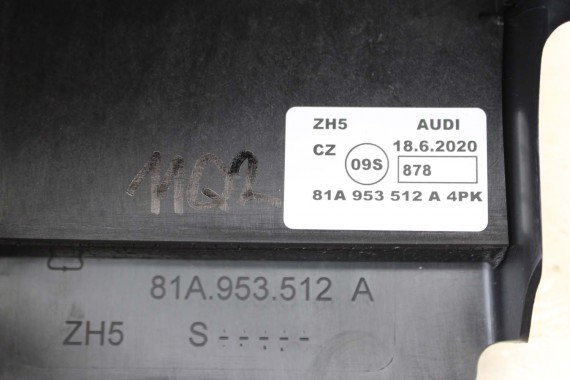 ZH5 AUDI
CZ 09S 18.6.2020
878
81A 953 512 A 4PK
81A.953.512 A
ZH5 S-----